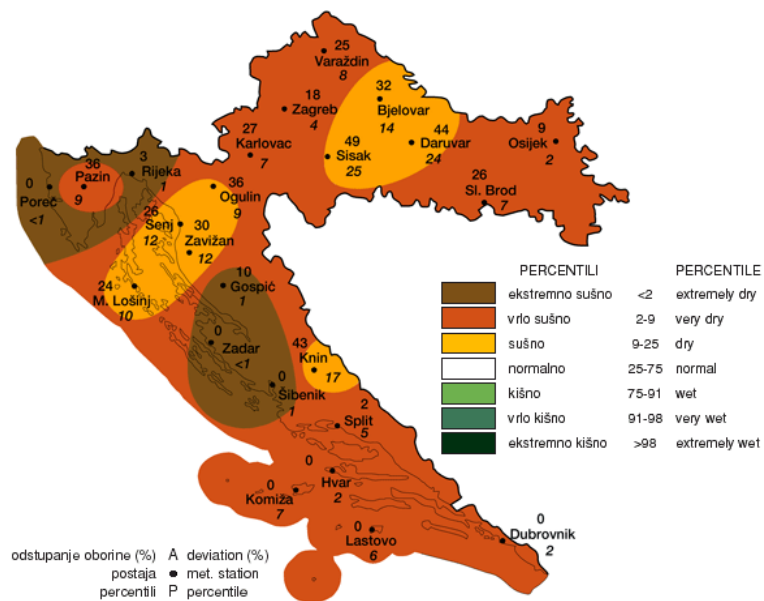 25
Varaždin
8
18
Zagreb
4
32
Bjelovar
14
27
Karlovac
7
49
Sisak
25
44
Daruvar
24
9
Osijek
2
26
Sl. Brod
7
36
Pazin
9
3
Rijeka
1
0
Poreč
<1
36
Ogulin
9
26
Senj
12
30
Zavižan
12
24
M. Lošinj
10
10
Gospić
1
0
Zadar
<1
43
Knin
17
0
Šibenik
1
2
Split
5
0
Hvar
2
0
Komiža
7
0
Lastovo
6
0
Dubrovnik
2
PERCENTILI PERCENTILE
ekstremno sušno <2 extremely dry
vrlo sušno 2-9 very dry
sušno 9-25 dry
normalno 25-75 normal
kišno 75-91 wet
vrlo kišno 91-98 very wet
ekstremno kišno >98 extremely wet
odstupanje oborine (%) A deviation (%)
postaja ● met. station
percentili P percentile